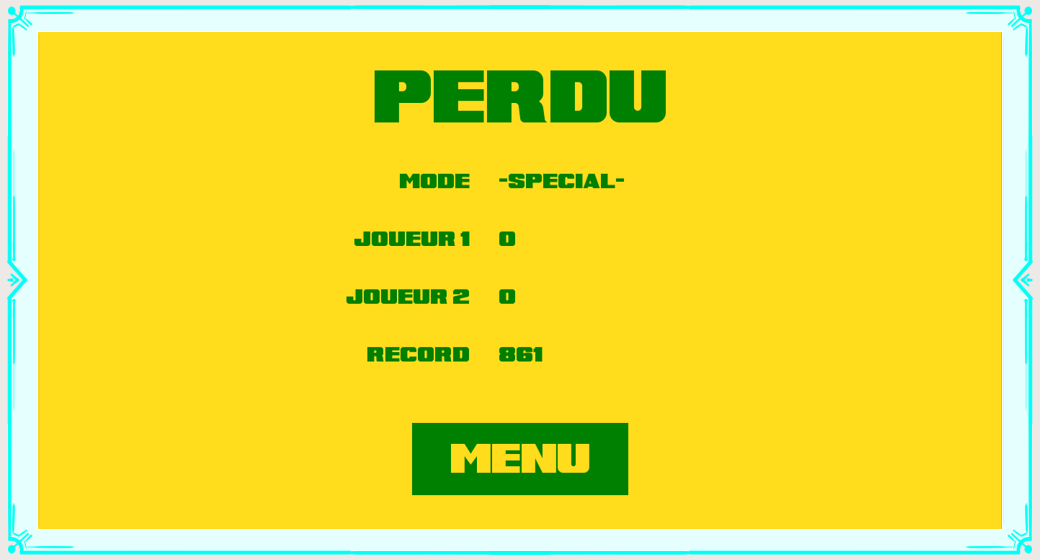 PERDU
MODE -SPECIAL-
JOUEUR 1 0
JOUEUR 2 0
RECORD 861
MENU